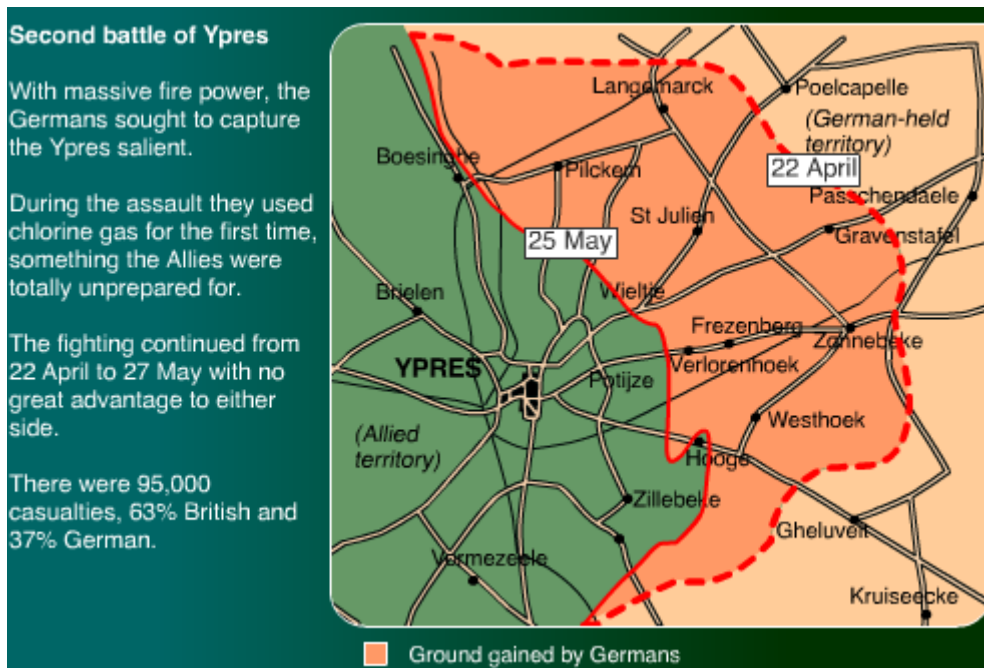 Second battle of Ypres
With massive fire power, the
Germans sought to capture
the Ypres salient.
During the assault they used
chlorine gas for the first time,
something the Allies were
totally unprepared for.
The fighting continued from
22 April to 27 May with no
great advantage to either
side.
There were 95,000
casualties, 63% British and
37% German.
Langemarck
Poelcapelle
(German-held
territory)
Boesinghe
Pilckem
22 April
Passchendaele
St Julien
25 May
Gravenstafel
Brielen
Wieltje
Frezenberg
Zonnebeke
YPRES
Verlorenhoek
Potijze
Westhoek
(Allied
territory)
Hooge
Zillebeke
Gheluvelt
Vormezeele
Kruiseecke
Ground gained by Germans